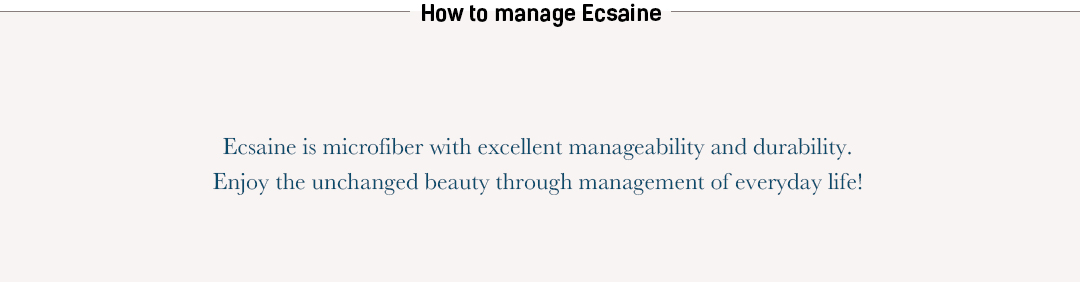 How to manage Ecsaine
Ecsaine is microfiber with excellent manageability and durability.
Enjoy the unchanged beauty through management of everyday life!